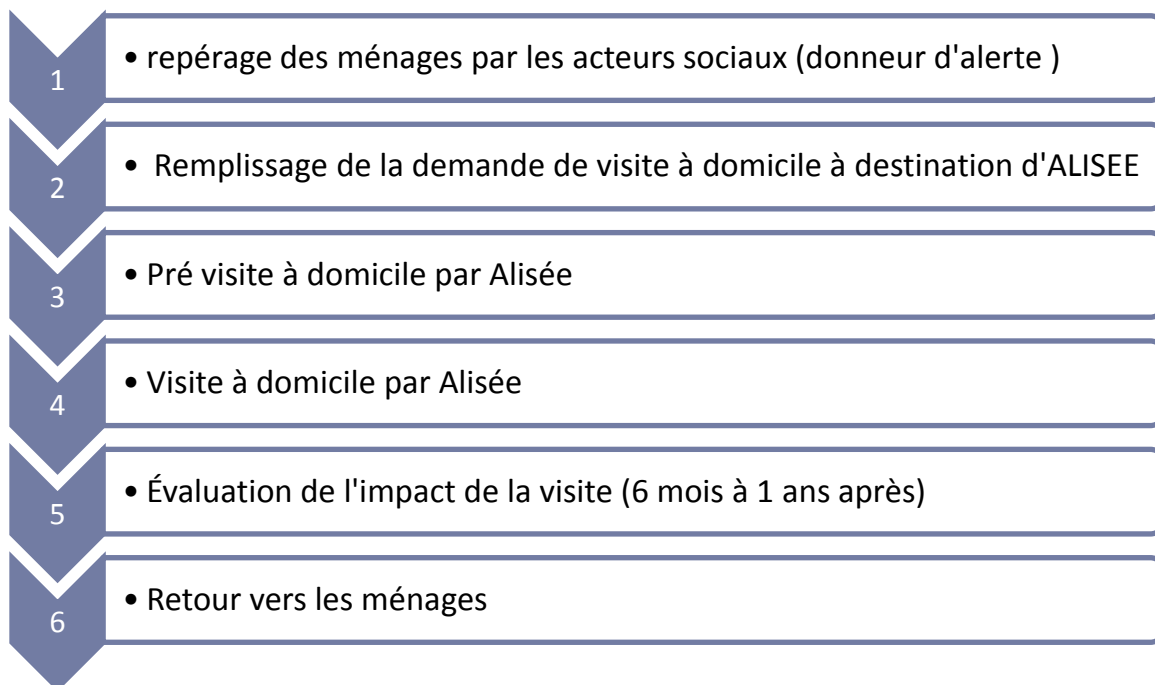 1
• repérage des ménages par les acteurs sociaux (donneur d'alerte )
2
• Remplissage de la demande de visite à domicile à destination d'ALISEE
3
• Pré visite à domicile par Alisée
4
• Visite à domicile par Alisée
5
• Évaluation de l'impact de la visite (6 mois à 1 ans après)
6
• Retour vers les ménages